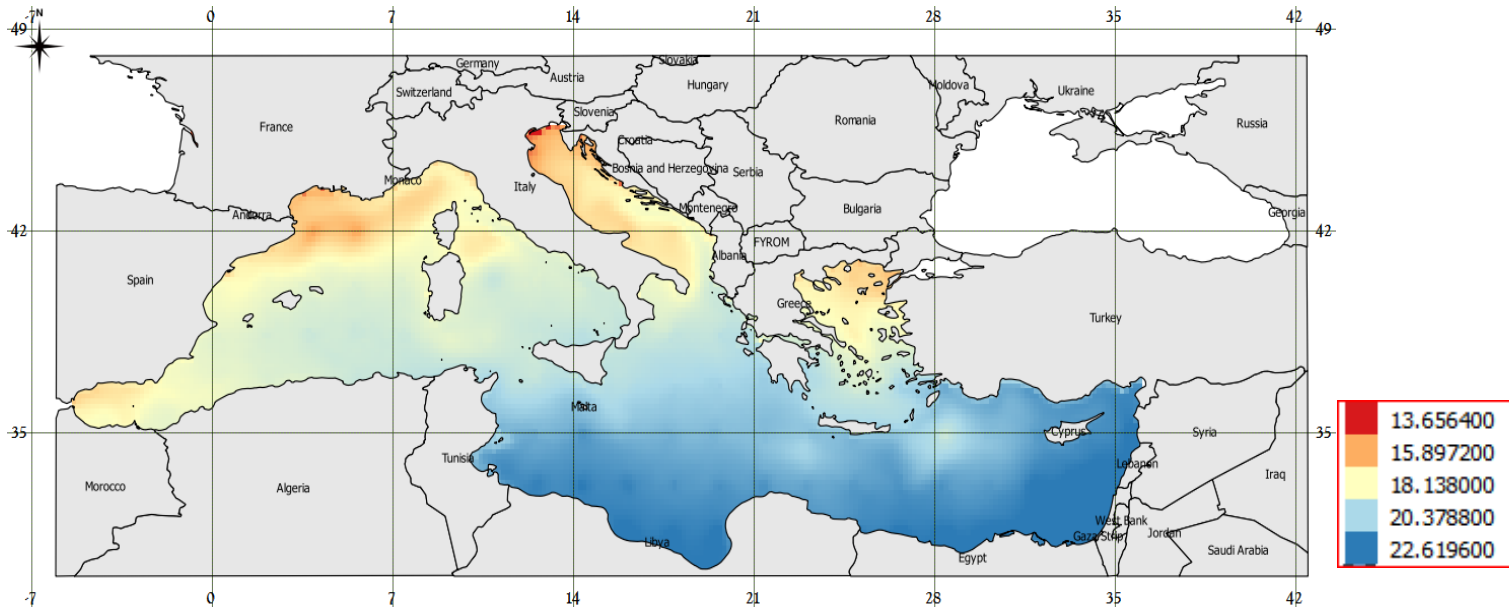 -7 0 7 14 21 28 35 42
N
49 49
Slovakia
Germany
Austria
Switzerland
Hungary
Moldova
Ukraine
Slovenia
France
Romania
Russia
Croatia
Bosnia and Herzegovina
Serbia
Monaco
Italy
Andorra
Montenegro
Bulgaria
Georgia
42 42
FYROM
Albania
Spain
Greece
Turkey
Malta
13.656400
15.897200
18.138000
20.378800
22.619600
35 35
Cyprus
Syria
Tunisia
Lebanon
Iraq
Morocco
Algeria
West Bank
Gaza Strip
Jordan
Libya
Egypt
Saudi Arabia
-7 0 7 14 21 28 35 42